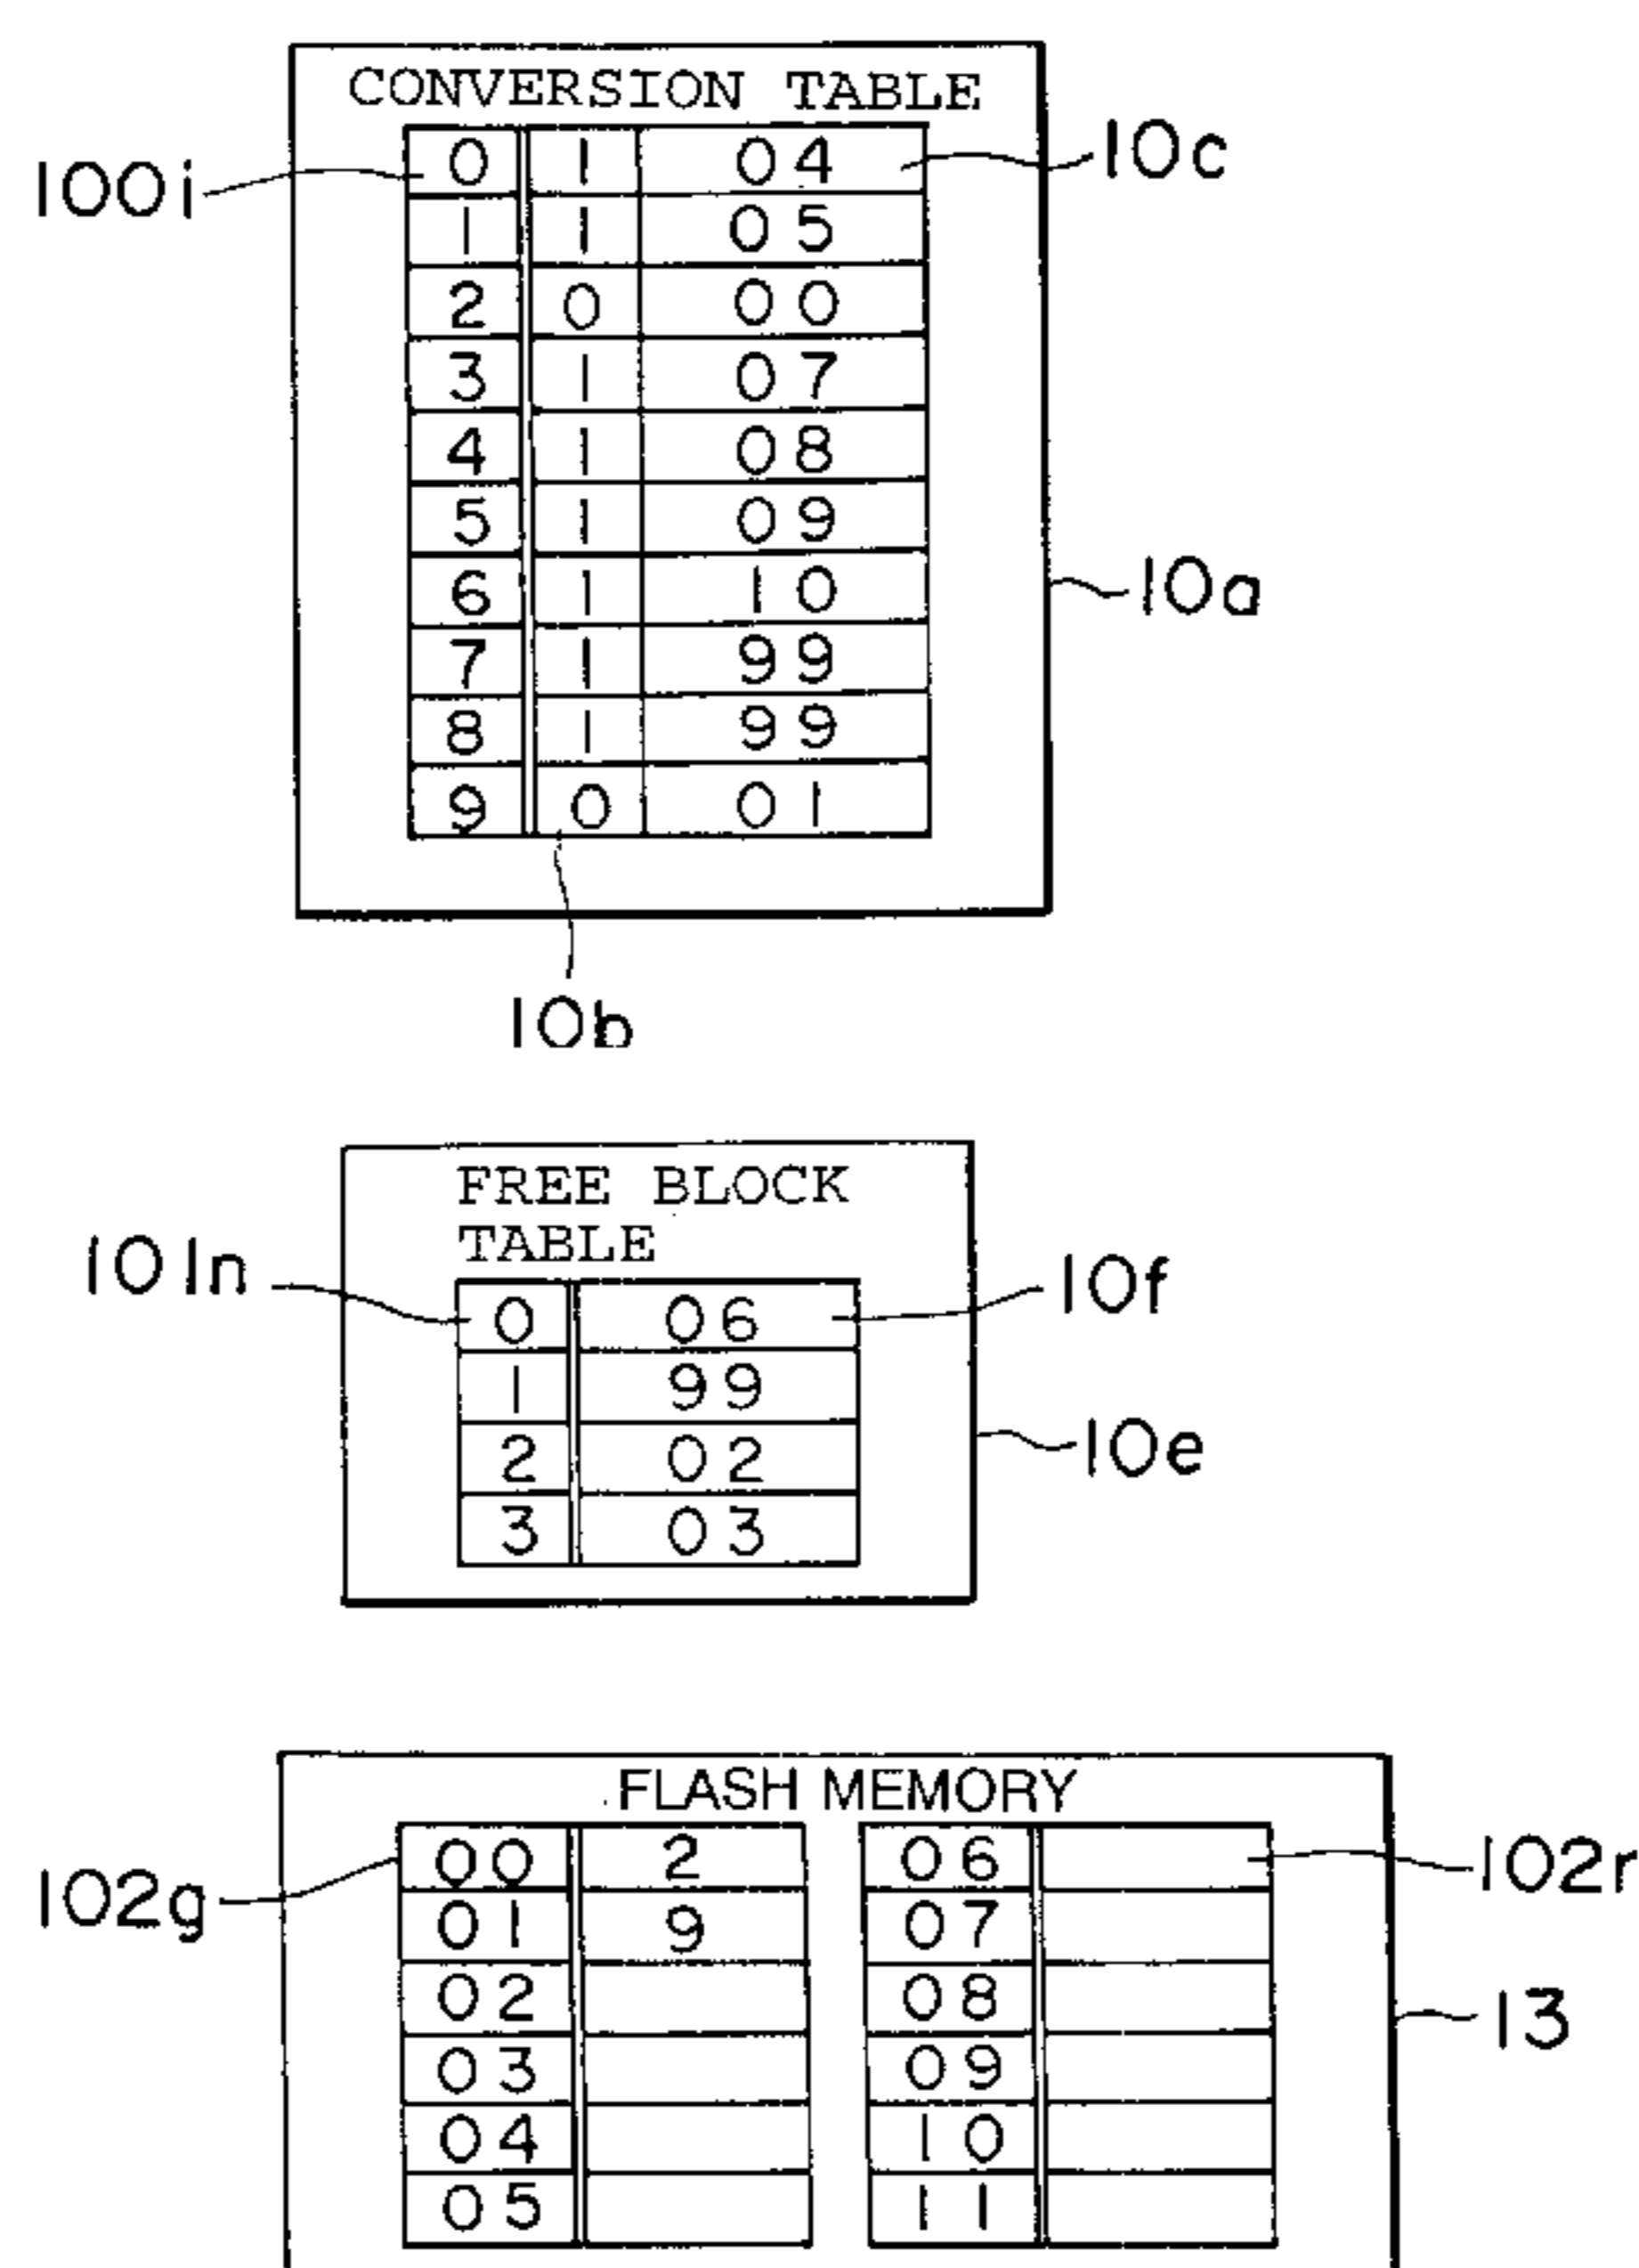 CONVERSION TABLE
100i 0 1 04 10c
1 1 05
2 0 00
3 1 07
4 1 08
5 1 09
6 1 10 10a
7 1 99
8 1 99
9 0 01
10b
FREE BLOCK
TABLE
101n 0 06 10f
1 99
2 02 10e
3 03
FLASH MEMORY
102g 00 2 06 102r
01 9 07
02 08 13
03 09
04 10
05 11